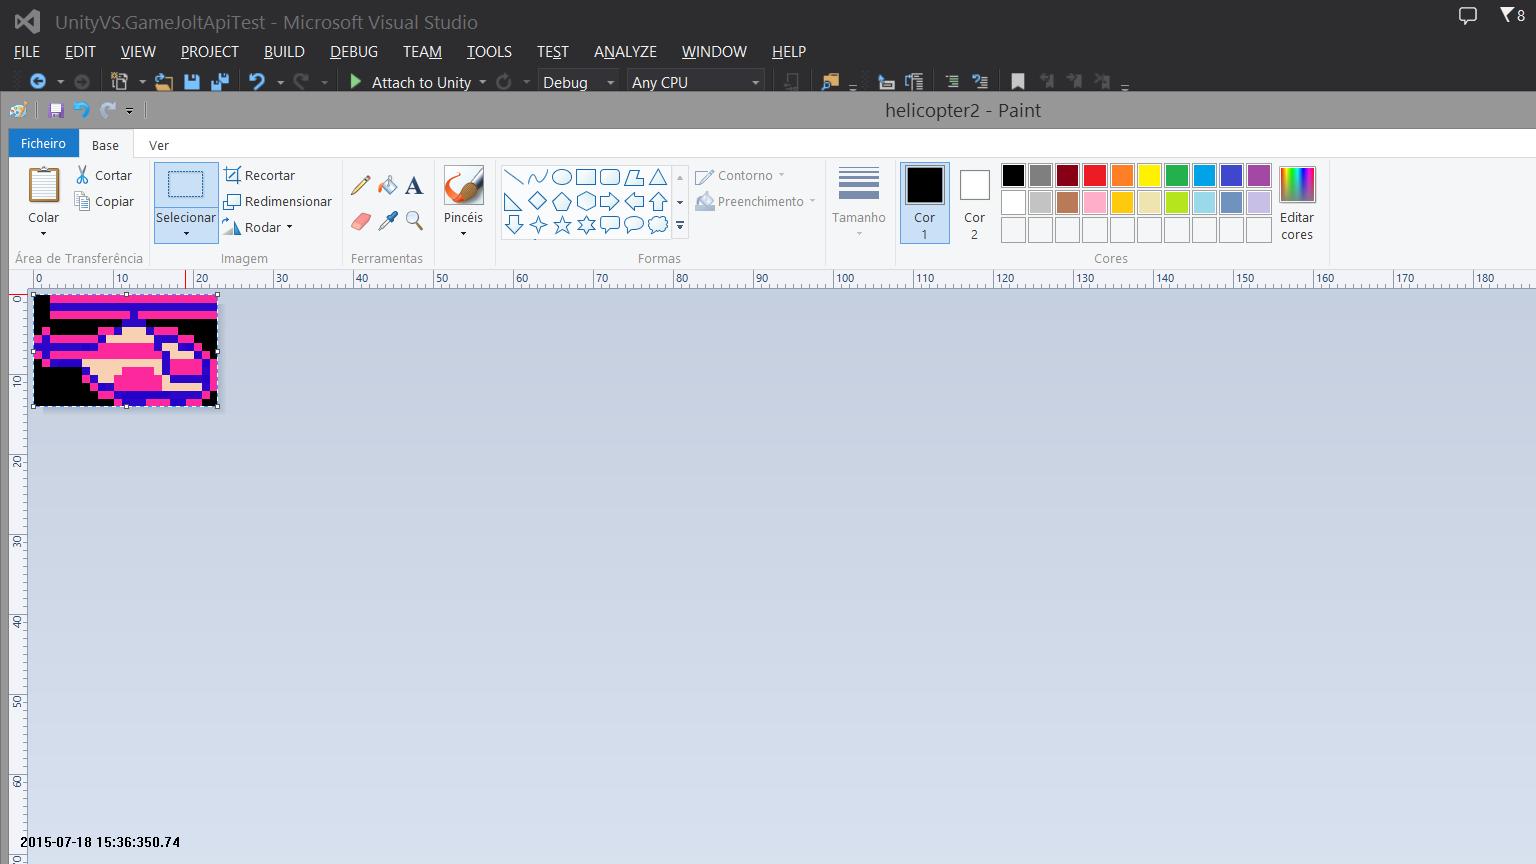 UnityVS.GameJoltApiTest - Microsoft Visual Studio
8
FILE EDIT VIEW PROJECT BUILD DEBUG TEAM TOOLS TEST ANALYZE WINDOW HELP
Attach to Unity Debug Any CPU
helicopter2 - Paint
Ficheiro Base Ver
Colar
Cortar
Copiar
Área de Transferência
Selecionar
Recortar
Redimensionar
Rodar
Imagem
Ferramentas
Pincéis
Contorno
Preenchimento
Formas
Tamanho
Cor
1
Cor
2
Editar
cores
Cores
0 10 20 30 40 50 60 70 80 90 100 110 120 130 140 150 160 170 180
0
10
20
30
40
50
60
70
2015-07-18 15:36:350.74